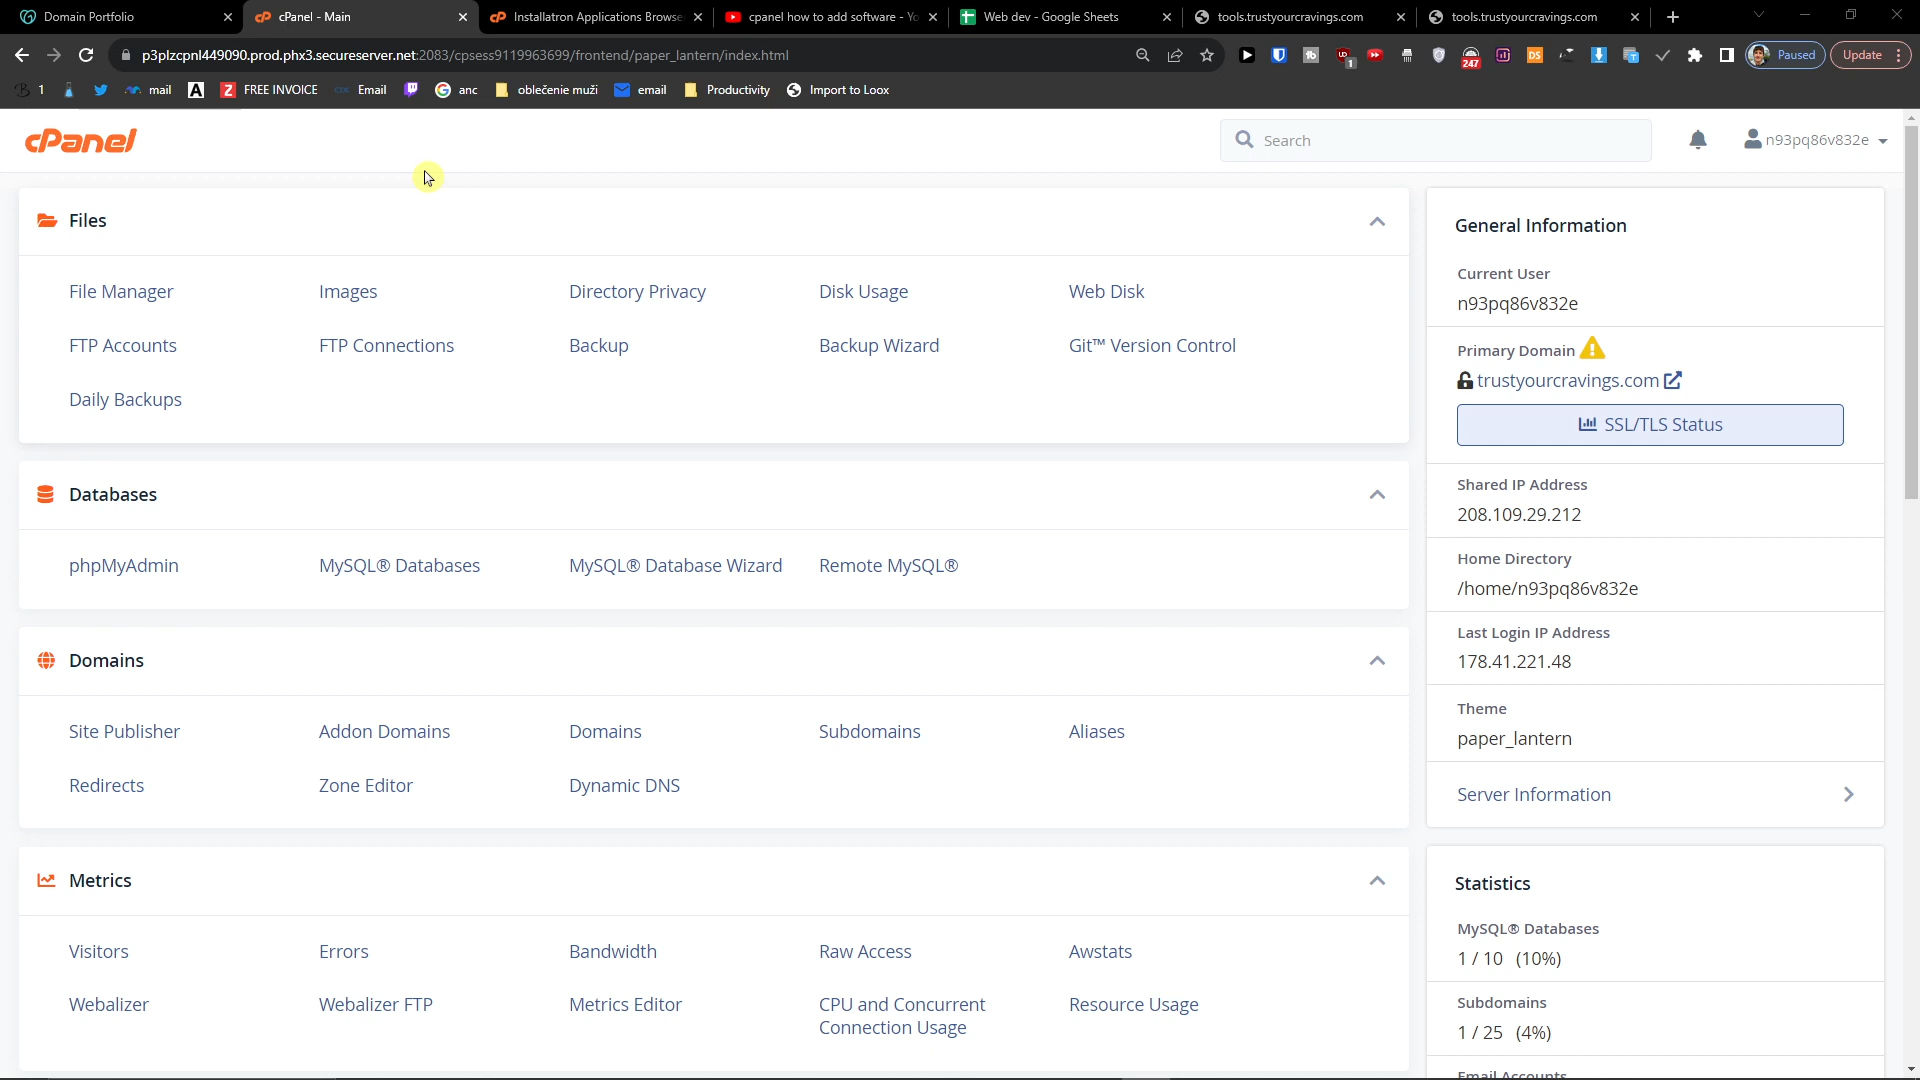 Domain Portfolio
cPanel - Main
Installatron Applications Browse
cpanel how to add software - Yo
Web dev - Google Sheets
tools.trustyourcravings.com
tools.trustyourcravings.com
p3plzcpnl449090.prod.phx3.secureserver.net:2083/cpsess9119963699/frontend/paper_lantern/index.html
1
247
Paused
Update
1
mail
FREE INVOICE
Email
anc
oblečenie muži
email
Productivity
Import to Loox
cPanel
Search
n93pq86v832e
Files
File Manager
Images
Directory Privacy
Disk Usage
Web Disk
FTP Accounts
FTP Connections
Backup
Backup Wizard
Git™ Version Control
Daily Backups
Databases
phpMyAdmin
MySQL® Databases
MySQL® Database Wizard
Remote MySQL®
Domains
Site Publisher
Addon Domains
Domains
Subdomains
Aliases
Redirects
Zone Editor
Dynamic DNS
Metrics
Visitors
Errors
Bandwidth
Raw Access
Awstats
Webalizer
Webalizer FTP
Metrics Editor
CPU and Concurrent
Connection Usage
Resource Usage
General Information
Current User
n93pq86v832e
Primary Domain
trustyourcravings.com
SSL/TLS Status
Shared IP Address
208.109.29.212
Home Directory
/home/n93pq86v832e
Last Login IP Address
178.41.221.48
Theme
paper_lantern
Server Information
Statistics
MySQL® Databases
1 / 10 (10%)
Subdomains
1 / 25 (4%)
Email Accounts